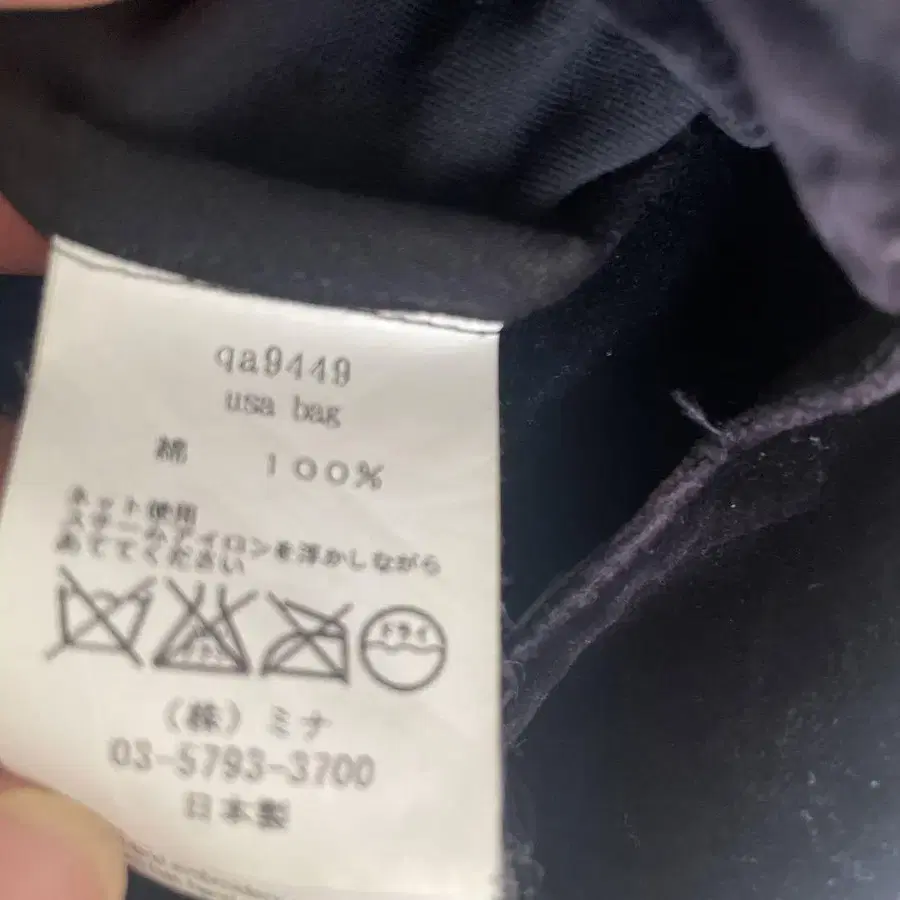 qa9449
usa bag
綿 100%
ネット使用
スチームアイロンを浮かしながら
あててください
ドライ
(株)ミナ
03-5793-3700
日本製